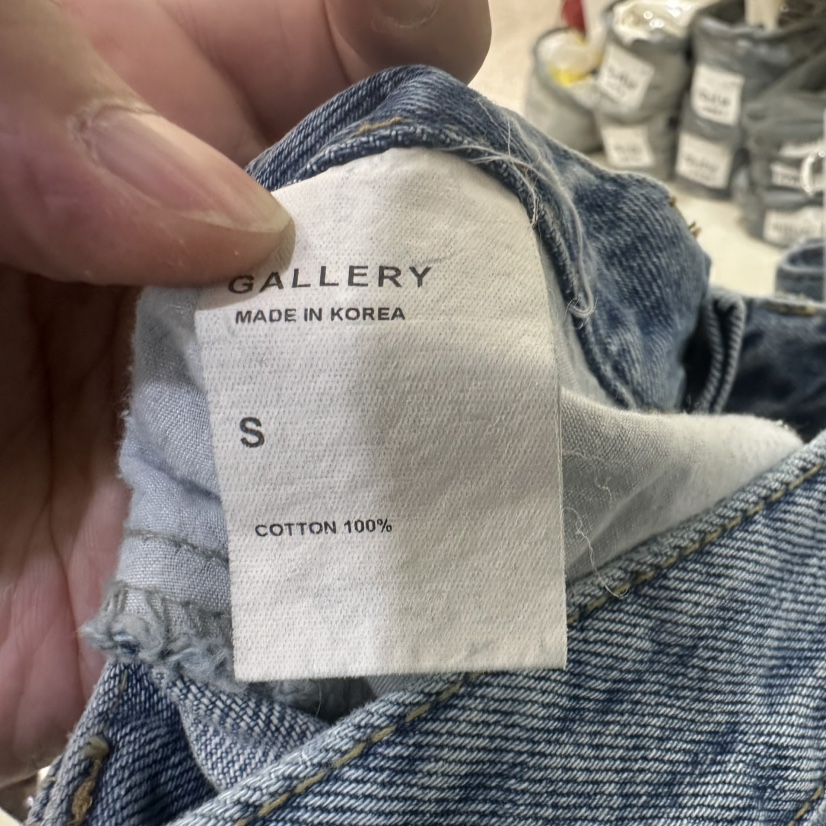 GALLERY
MADE IN KOREA
S
COTTON 100%